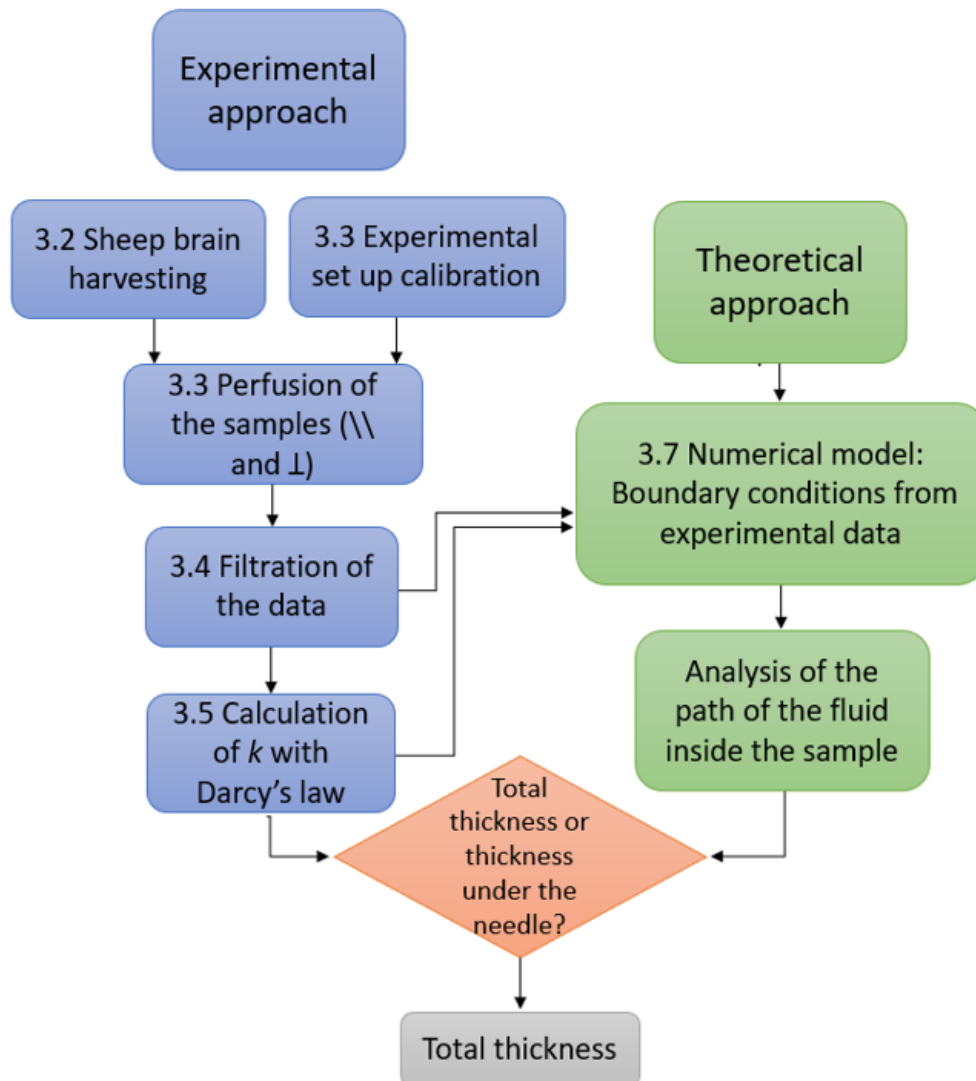 Experimental
approach
3.2 Sheep brain
harvesting
3.3 Experimental
set up calibration
Theoretical
approach
3.3 Perfusion of
the samples (\\
and ⊥)
3.7 Numerical model:
Boundary conditions from
experimental data
3.4 Filtration of
the data
Analysis of the
path of the fluid
inside the sample
3.5 Calculation
of k with
Darcy's law
Total
thickness or
thickness
under the
needle?
Total thickness